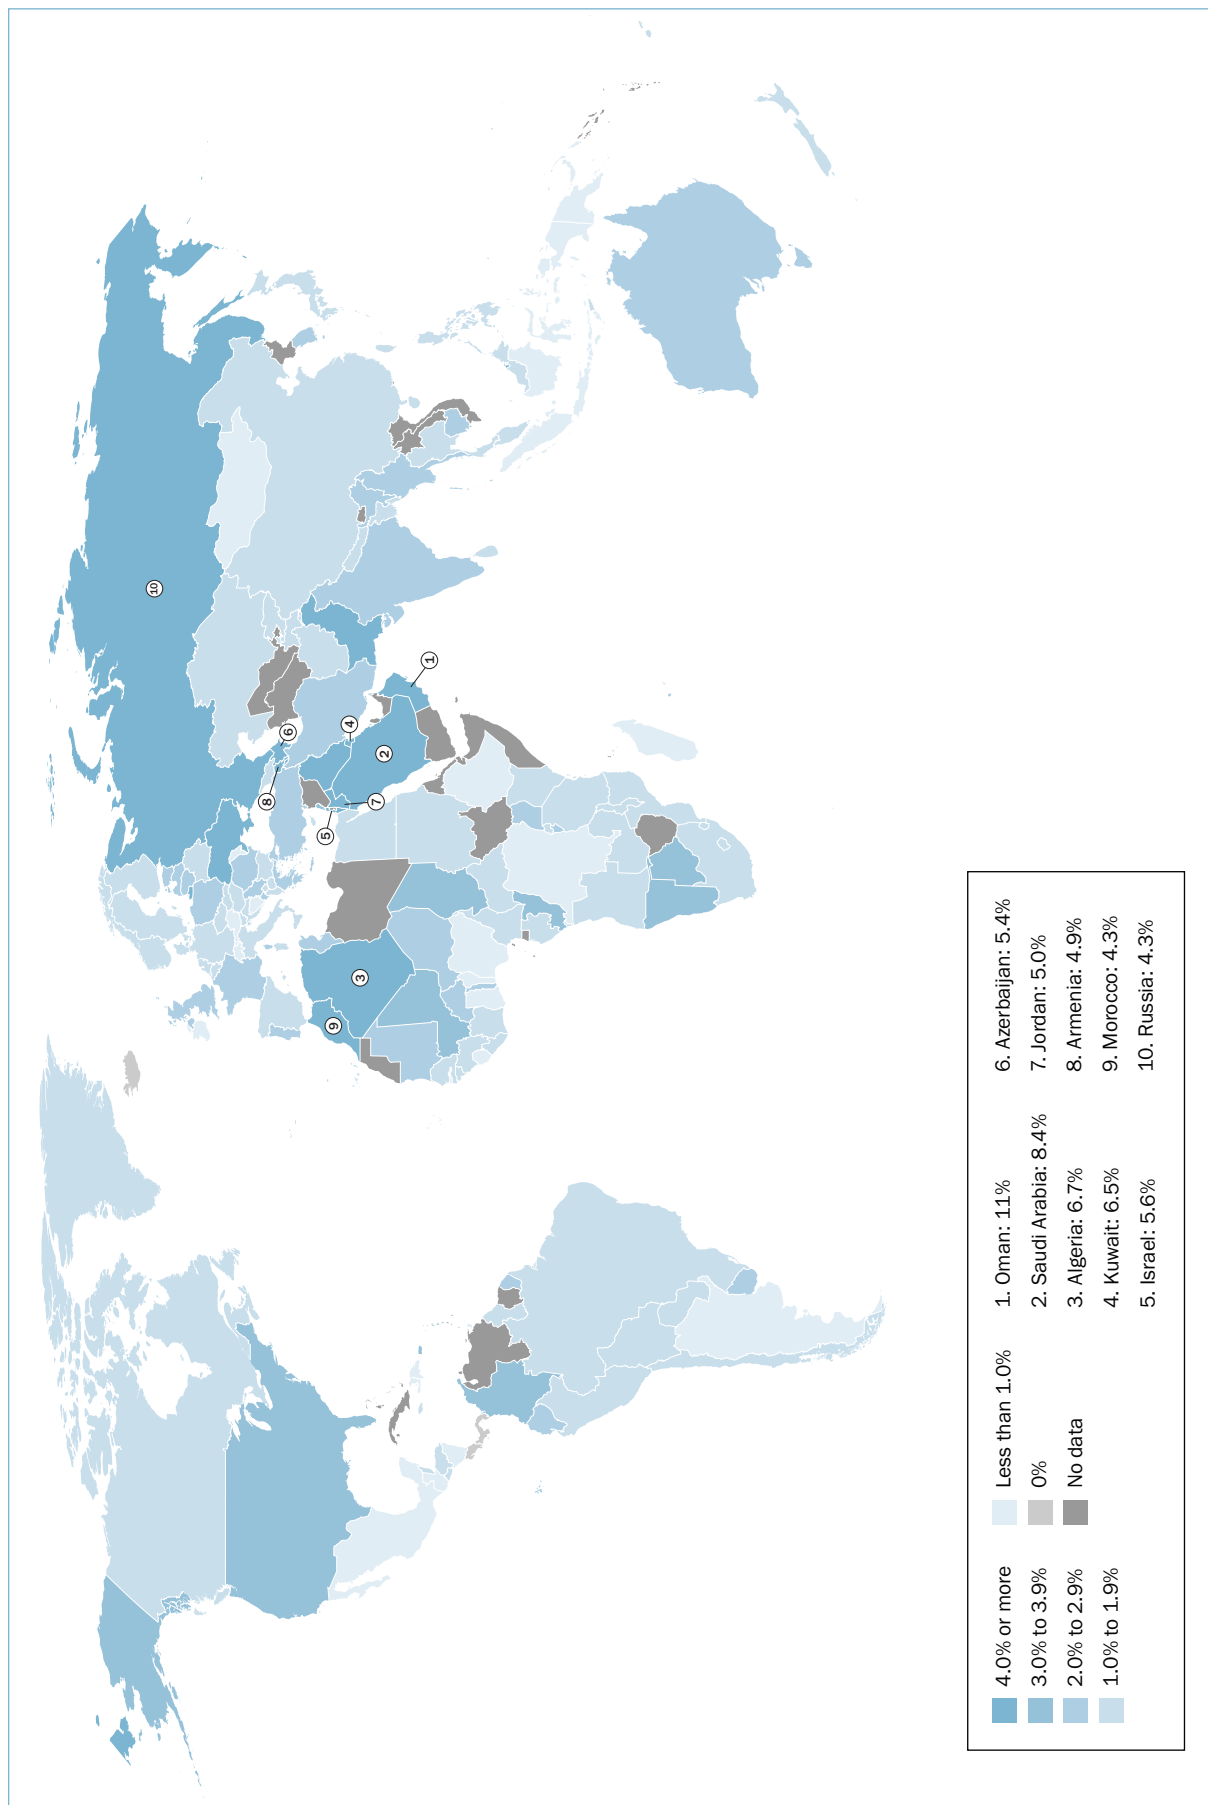 10
6
8
4
5
2
7
1
3
9
4.0% or more
3.0% to 3.9%
2.0% to 2.9%
1.0% to 1.9%
Less than 1.0%
0%
No data
1. Oman: 11%
2. Saudi Arabia: 8.4%
3. Algeria: 6.7%
4. Kuwait: 6.5%
5. Israel: 5.6%
6. Azerbaijan: 5.4%
7. Jordan: 5.0%
8. Armenia: 4.9%
9. Morocco: 4.3%
10. Russia: 4.3%